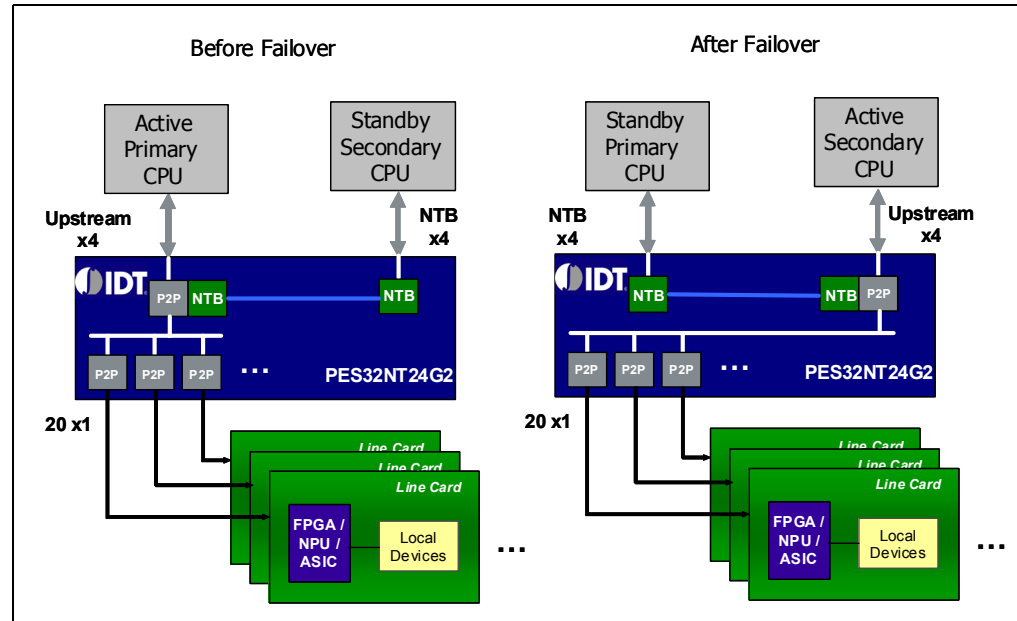 Before Failover
Active
Primary
CPU
Standby
Secondary
CPU
Upstream
x4
NTB
x4
IDT
P2P
NTB
NTB
P2P
P2P
P2P
...
PES32NT24G2
20 x1
Line Card
Line Card
Line Card
FPGA /
NPU /
ASIC
Local
Devices
...
After Failover
Standby
Primary
CPU
Active
Secondary
CPU
NTB
x4
Upstream
x4
IDT
NTB
NTB
P2P
P2P
P2P
P2P
...
PES32NT24G2
20 x1
Line Card
Line Card
Line Card
FPGA /
NPU /
ASIC
Local
Devices
...